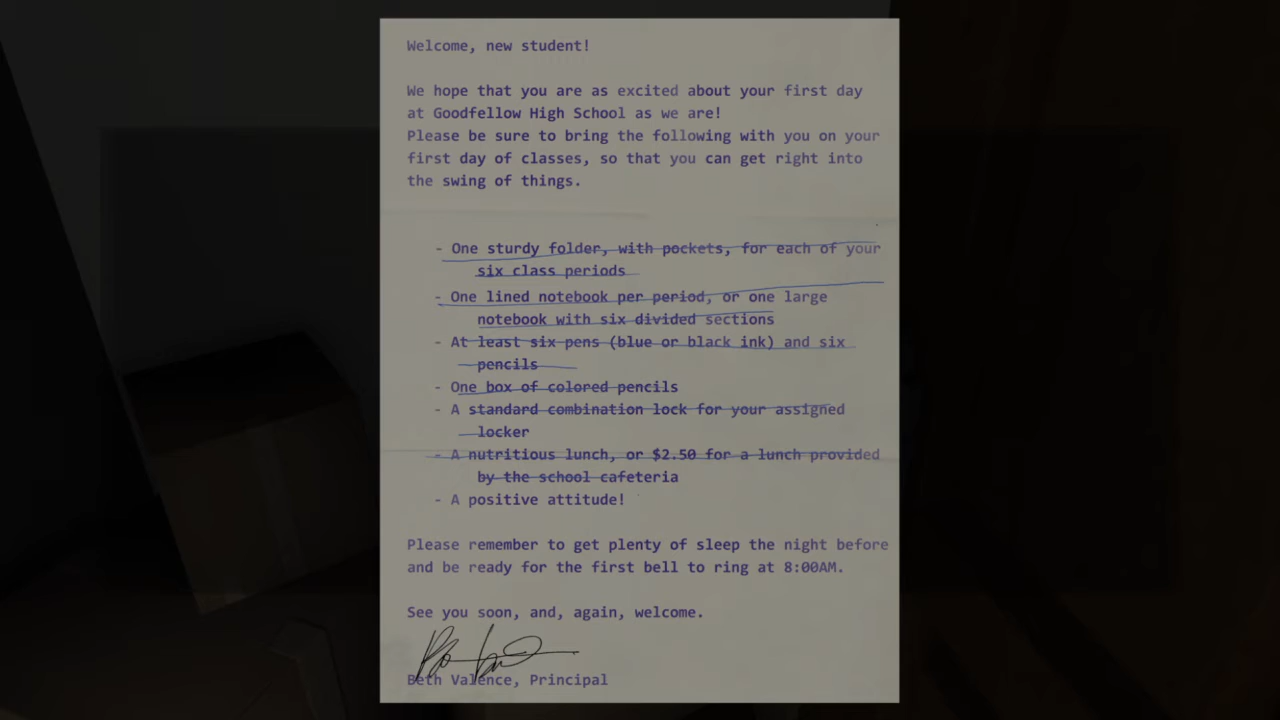 Welcome, new student!
We hope that you are as excited about your first day
at Goodfellow High School as we are!
Please be sure to bring the following with you on your
first day of classes, so that you can get right into
the swing of things.
- One sturdy folder, with pockets, for each of your
six class periods
- One lined notebook per period, or one large
notebook with six divided sections
- At least six pens (blue or black ink) and six
pencils
- One box of colored pencils
- A standard combination lock for your assigned
locker
- A nutritious lunch, or $2.50 for a lunch provided
by the school cafeteria
- A positive attitude!
Please remember to get plenty of sleep the night before
and be ready for the first bell to ring at 8:00AM.
See you soon, and, again, welcome.
Beth Valence, Principal